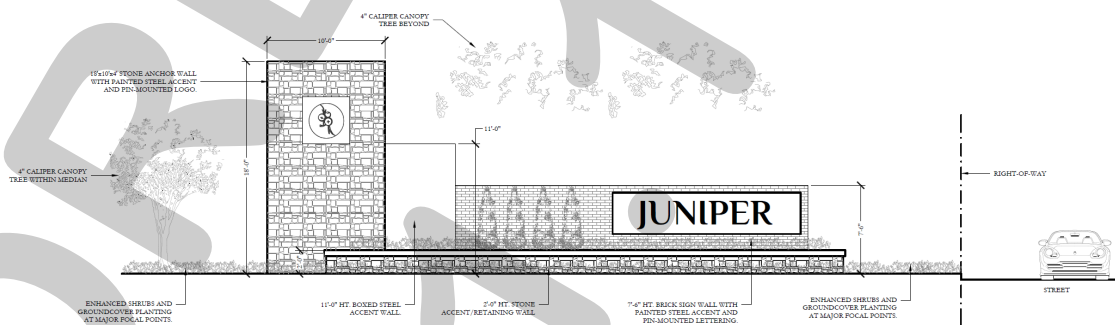 4" CALIPER CANOPY
TREE BEYOND
10'-0"
18'x10'x4' STONE ANCHOR WALL
WITH PAINTED STEEL ACCENT
AND PIN-MOUNTED LOGO.
11'-0"
4" CALIPER CANOPY
TREE WITHIN MEDIAN
18'-0"
RIGHT-OF-WAY
JUNIPER
7'-6"
STREET
ENHANCED SHRUBS AND
GROUNDCOVER PLANTING
AT MAJOR FOCAL POINTS.
11'-0" HT. BOXED STEEL
ACCENT WALL.
2'-0" HT. STONE
ACCENT/RETAINING WALL
7'-6" HT. BRICK SIGN WALL WITH
PAINTED STEEL ACCENT AND
PIN-MOUNTED LETTERING.
ENHANCED SHRUBS AND
GROUNDCOVER PLANTING
AT MAJOR FOCAL POINTS.